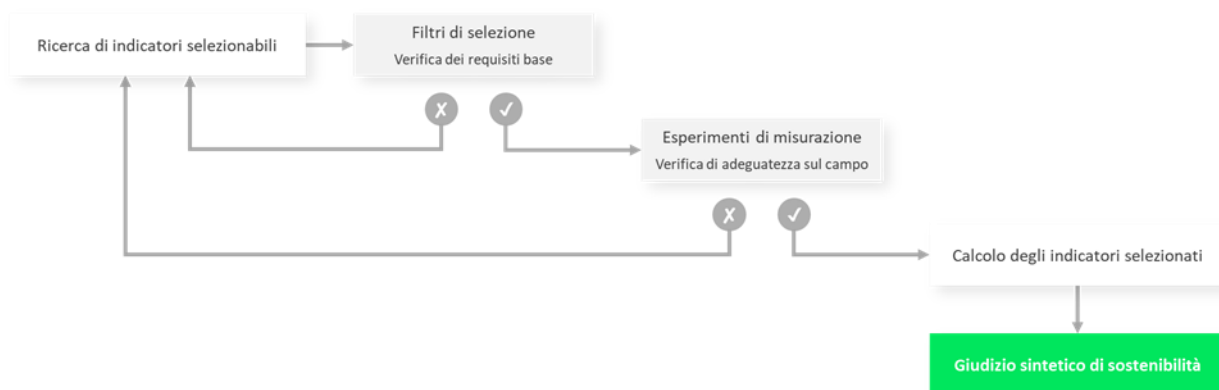 Ricerca di indicatori selezionabili
Filtri di selezione
Verifica dei requisiti base
Esperimenti di misurazione
Verifica di adeguatezza sul campo
Calcolo degli indicatori selezionati
Giudizio sintetico di sostenibilità